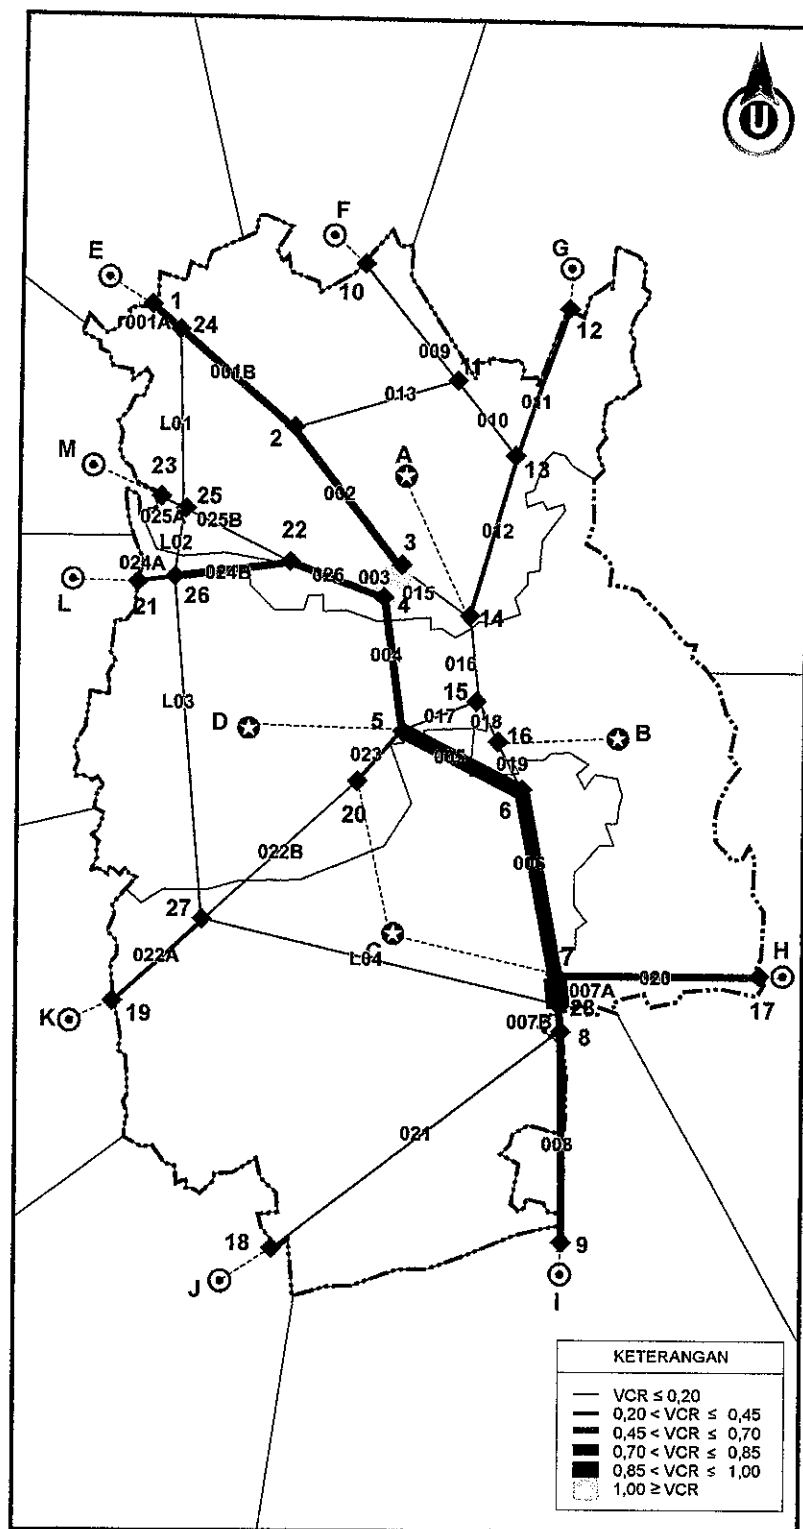 U
F
E
G
10
1
001A
24
12
009
11
001B
011
013
010
L01
2
A
13
M
23
002
25
025A
025B
012
22
3
L02
024A
024B
026
003
015
L
21
26
4
14
004
016
L03
15
D
5
017
018
16
B
005
019
023
20
6
022B
006
27
C
7
L04
022A
020
H
007A
19
28
17
K
007B
8
021
008
18
9
J
I
KETERANGAN
VCR ≤ 0,20
0,20 < VCR ≤ 0,45
0,45 < VCR ≤ 0,70
0,70 < VCR ≤ 0,85
0,85 < VCR ≤ 1,00
1,00 ≥ VCR